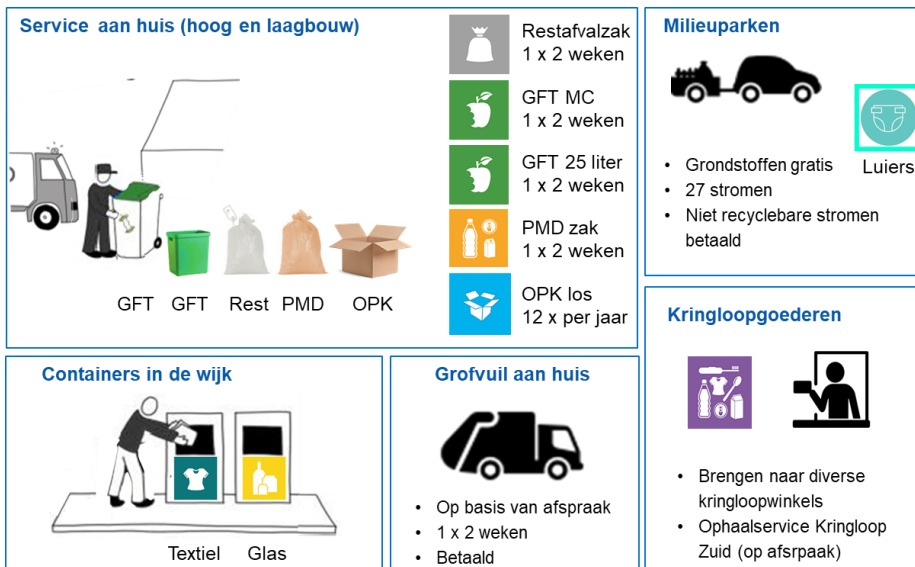 Service aan huis (hoog en laagbouw)
Restafvalzak
1 x 2 weken
GFT MC
1 x 2 weken
GFT 25 liter
1 x 2 weken
PMD zak
1 x 2 weken
OPK los
12 x per jaar
GFT GFT Rest PMD OPK
Milieuparken
Luiers
• Grondstoffen gratis
• 27 stromen
• Niet recyclebare stromen
betaald
Containers in de wijk
Textiel Glas
Grofvuil aan huis
• Op basis van afspraak
• 1 x 2 weken
• Betaald
Kringloopgoederen
• Brengen naar diverse
kringloopwinkels
• Ophaalservice Kringloop
Zuid (op afsrpaak)